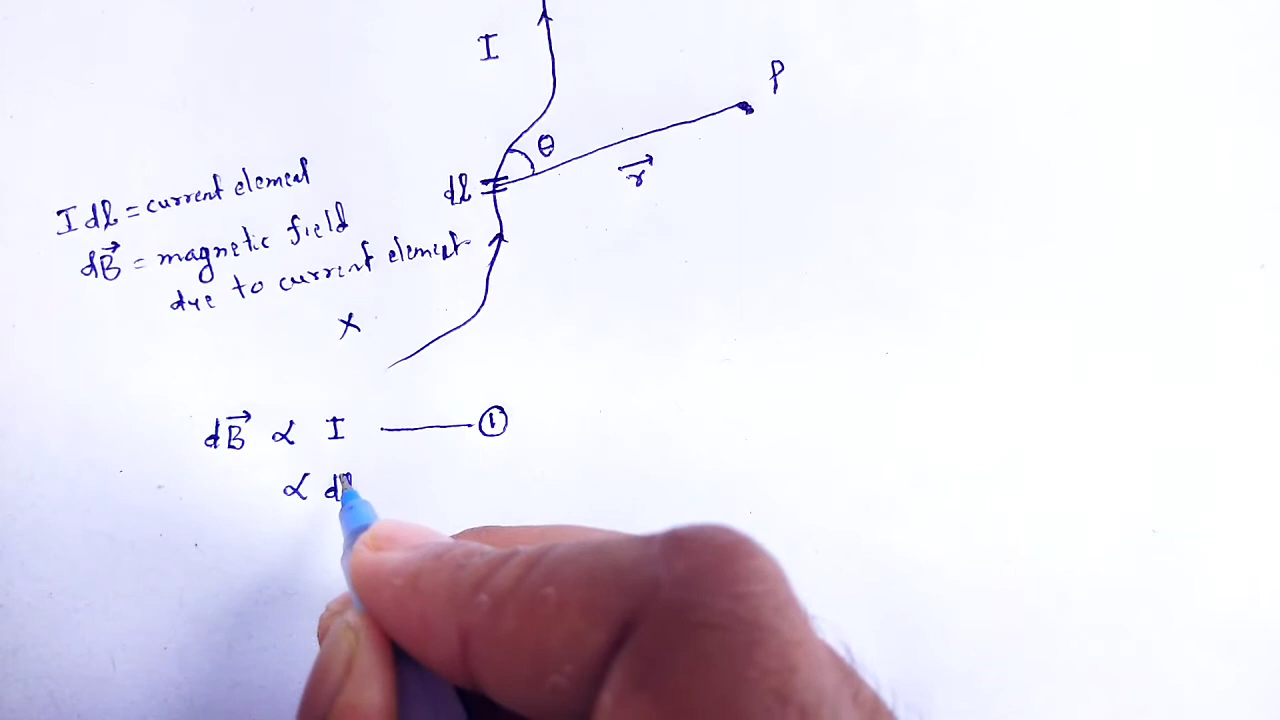 I
P
θ
r⃗
dl
I dl = current element
dB⃗ = magnetic field
due to current element
X
dB⃗ ∝ I —— ①
∝ dl